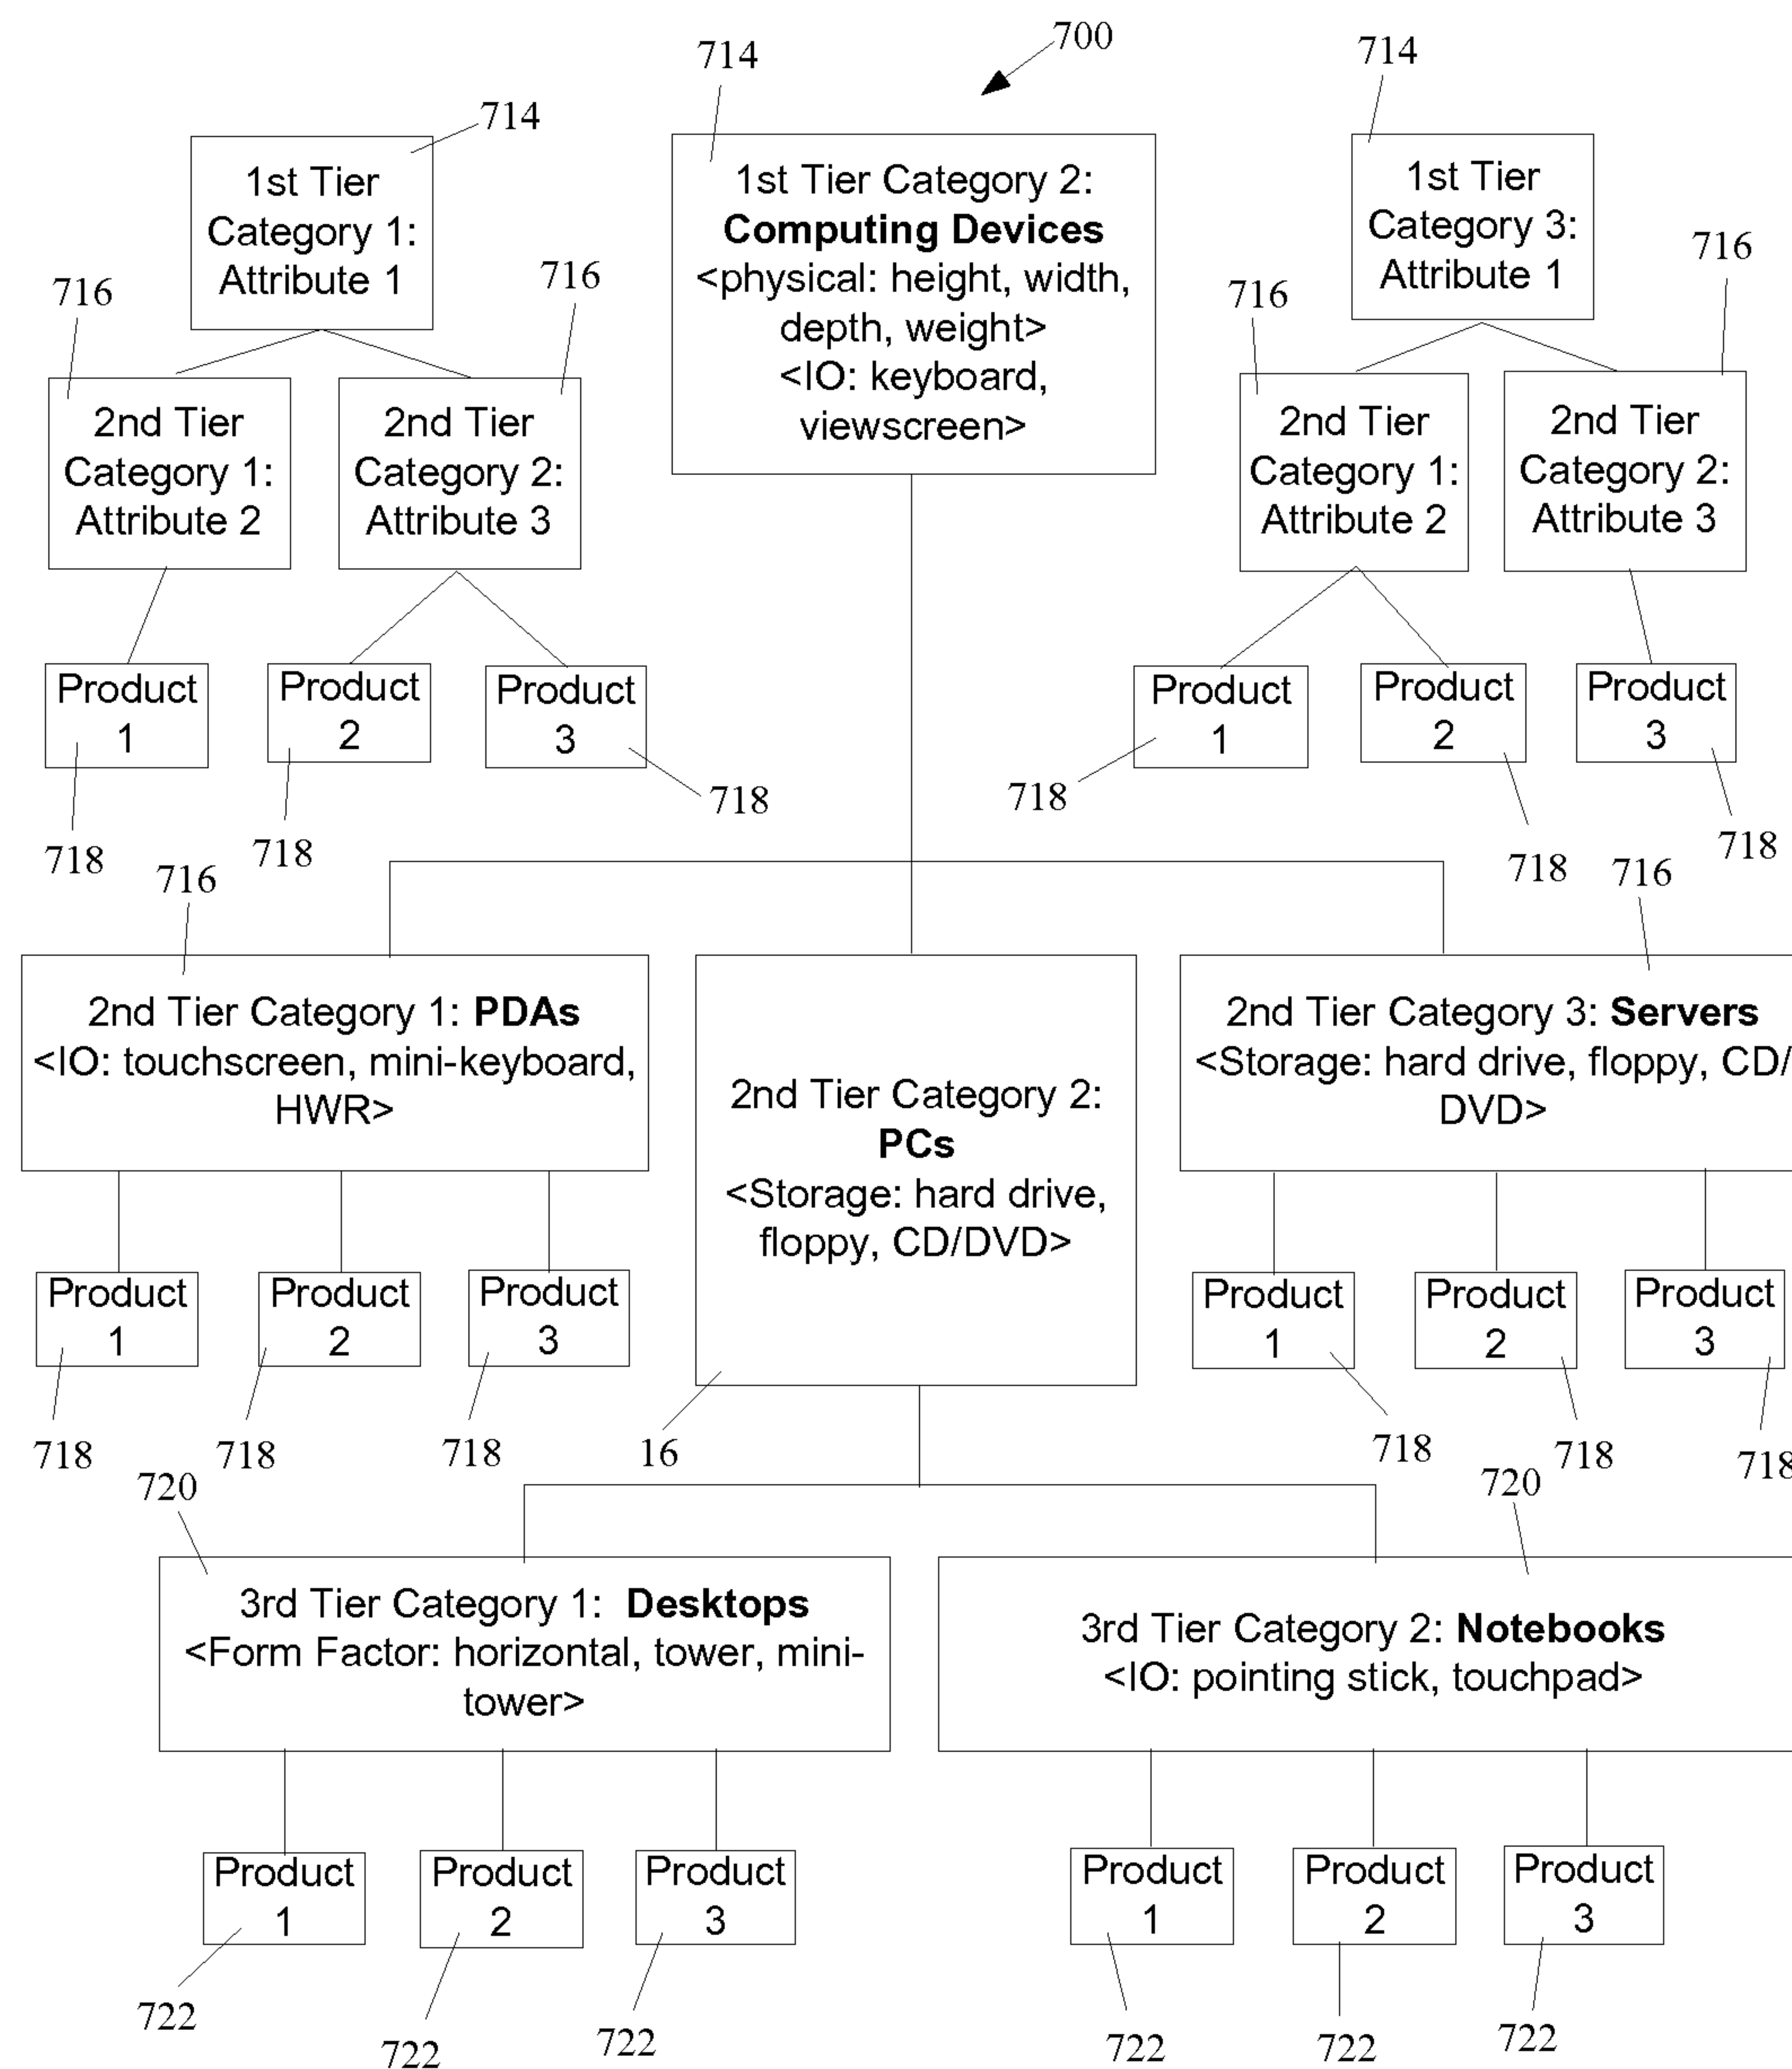 700
714
714
714
1st Tier
Category 1:
Attribute 1
1st Tier Category 2:
Computing Devices
<physical: height, width,
depth, weight>
<IO: keyboard,
viewscreen>
1st Tier
Category 3:
Attribute 1
716
716
716
716
2nd Tier
Category 1:
Attribute 2
2nd Tier
Category 2:
Attribute 3
2nd Tier
Category 1:
Attribute 2
2nd Tier
Category 2:
Attribute 3
Product
1
Product
2
Product
3
Product
1
Product
2
Product
3
718
718
718
718
718
718
716
716
2nd Tier Category 1: PDAs
<IO: touchscreen, mini-keyboard,
HWR>
2nd Tier Category 2:
PCs
<Storage: hard drive,
floppy, CD/DVD>
2nd Tier Category 3: Servers
<Storage: hard drive, floppy, CD/
DVD>
Product
1
Product
2
Product
3
Product
1
Product
2
Product
3
718
718
718
16
718
718
718
720
720
3rd Tier Category 1: Desktops
<Form Factor: horizontal, tower, mini-
tower>
3rd Tier Category 2: Notebooks
<IO: pointing stick, touchpad>
Product
1
Product
2
Product
3
Product
1
Product
2
Product
3
722
722
722
722
722
722